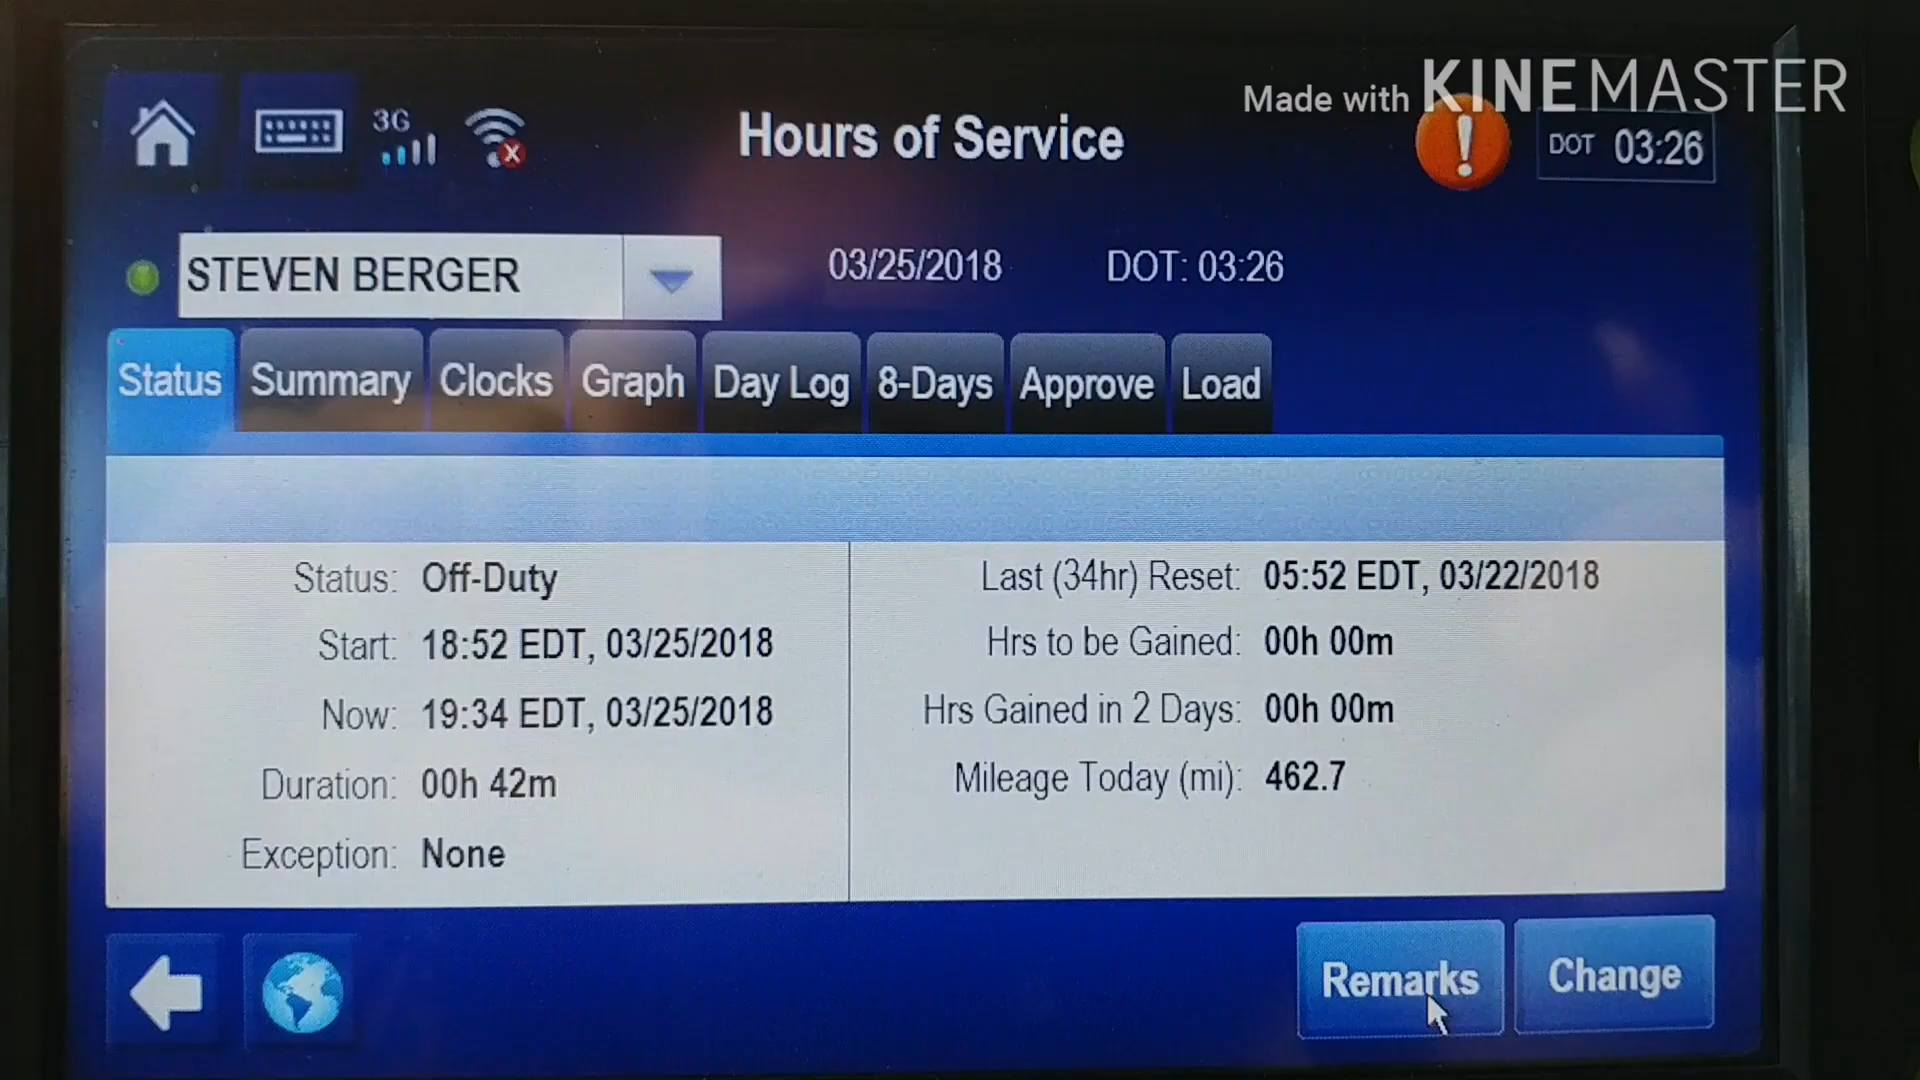 Made with KINEMASTER
3G
Hours of Service
!
DOT 03:26
STEVEN BERGER
03/25/2018
DOT: 03:26
Status Summary Clocks Graph Day Log 8-Days Approve Load
Status: Off-Duty
Start: 18:52 EDT, 03/25/2018
Now: 19:34 EDT, 03/25/2018
Duration: 00h 42m
Exception: None
Last (34hr) Reset: 05:52 EDT, 03/22/2018
Hrs to be Gained: 00h 00m
Hrs Gained in 2 Days: 00h 00m
Mileage Today (mi): 462.7
Remarks
Change